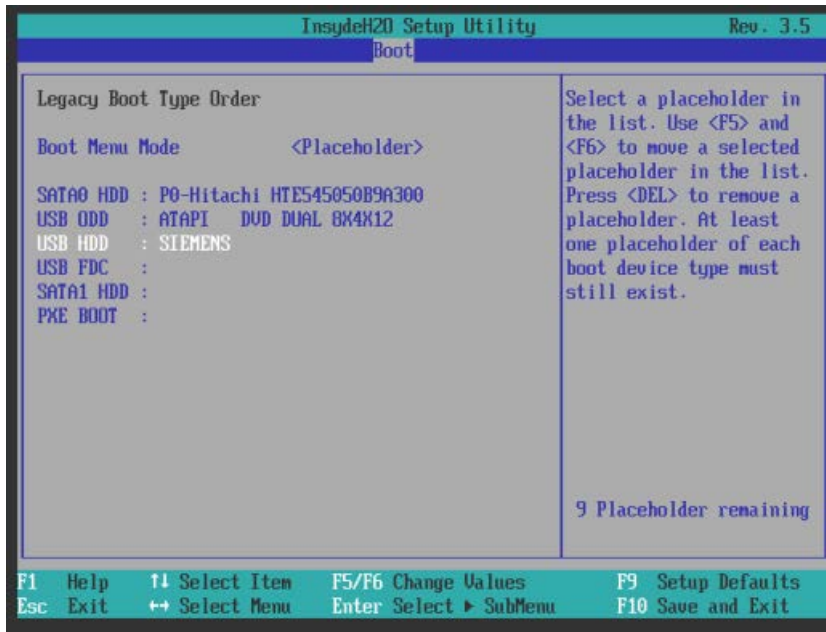 InsydeH20 Setup Utility Rev. 3.5
Boot
Legacy Boot Type Order
Boot Menu Mode <Placeholder>
SATA0 HDD : P0-Hitachi HTE545050B9A300
USB ODD : ATAPI DVD DUAL 8X4X12
USB HDD : SIEMENS
USB FDC :
SATA1 HDD :
PXE BOOT :
Select a placeholder in
the list. Use <F5> and
<F6> to move a selected
placeholder in the list.
Press <DEL> to remove a
placeholder. At least
one placeholder of each
boot device type must
still exist.
9 Placeholder remaining
F1 Help ↑↓ Select Item F5/F6 Change Values F9 Setup Defaults
Esc Exit ↔ Select Menu Enter Select ► SubMenu F10 Save and Exit